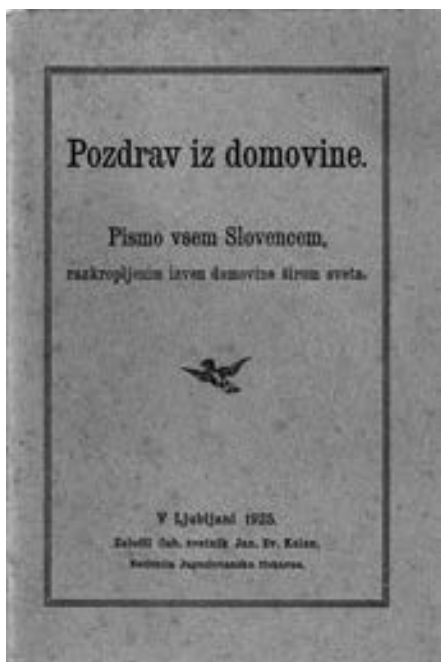 Pozdrav iz domovine.
Pismo vsem Slovencem,
razkropljenim izven domovine širom sveta.
V Ljubljani 1925.
Založil duh. svetnik Jan. Ev. Kalan.
Natisnila Jugoslovanska tiskarna.